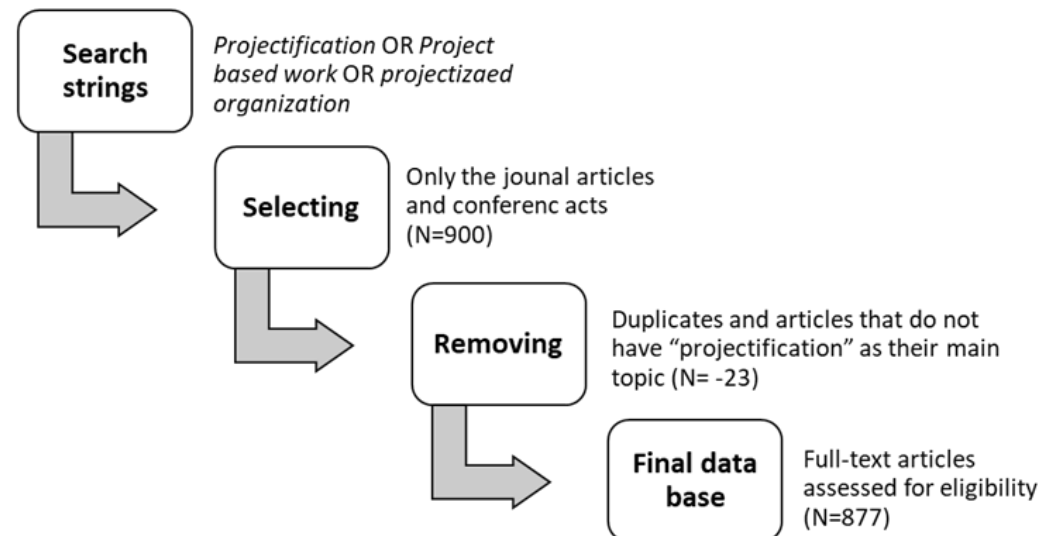 Search
strings
Projectification OR Project
based work OR projectizaed
organization
Selecting
Only the jounal articles
and conferenc acts
(N=900)
Removing
Duplicates and articles that do not
have “projectification” as their main
topic (N= -23)
Final data
base
Full-text articles
assessed for eligibility
(N=877)